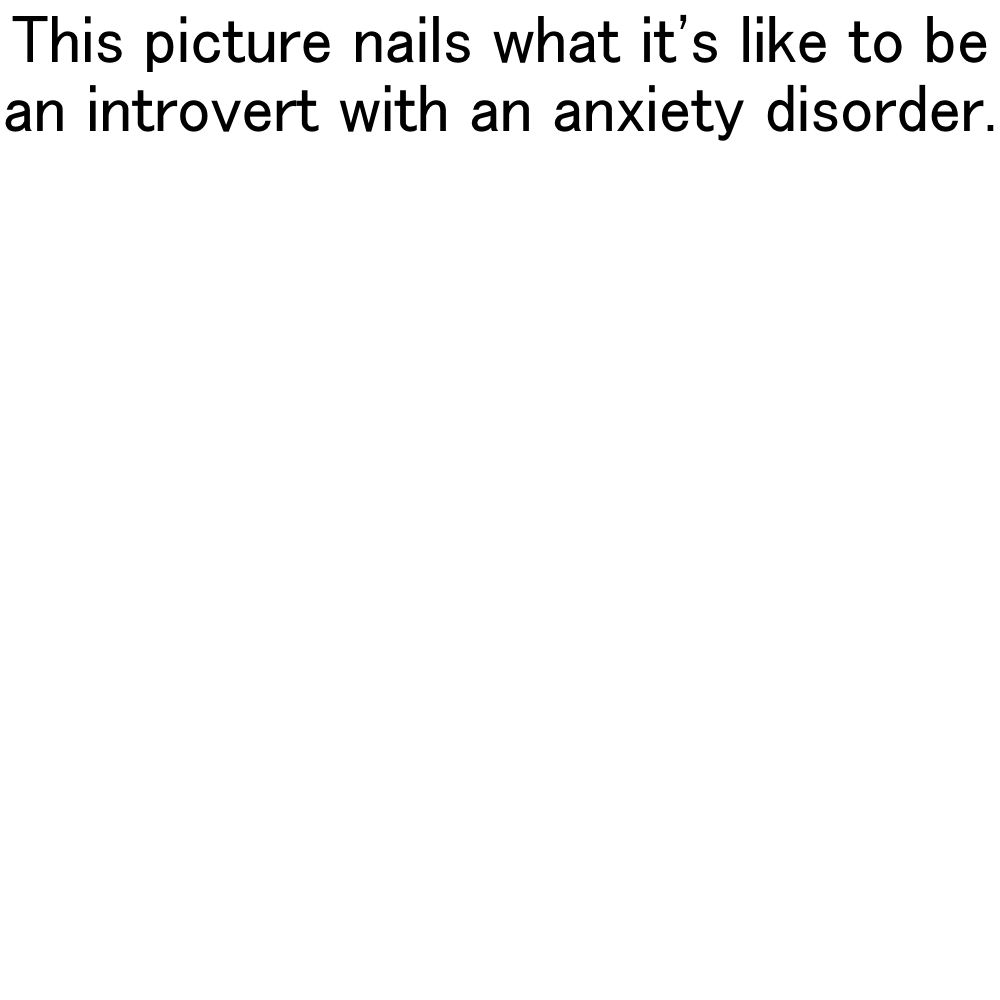 This picture nails what it's like to be
an introvert with an anxiety disorder.